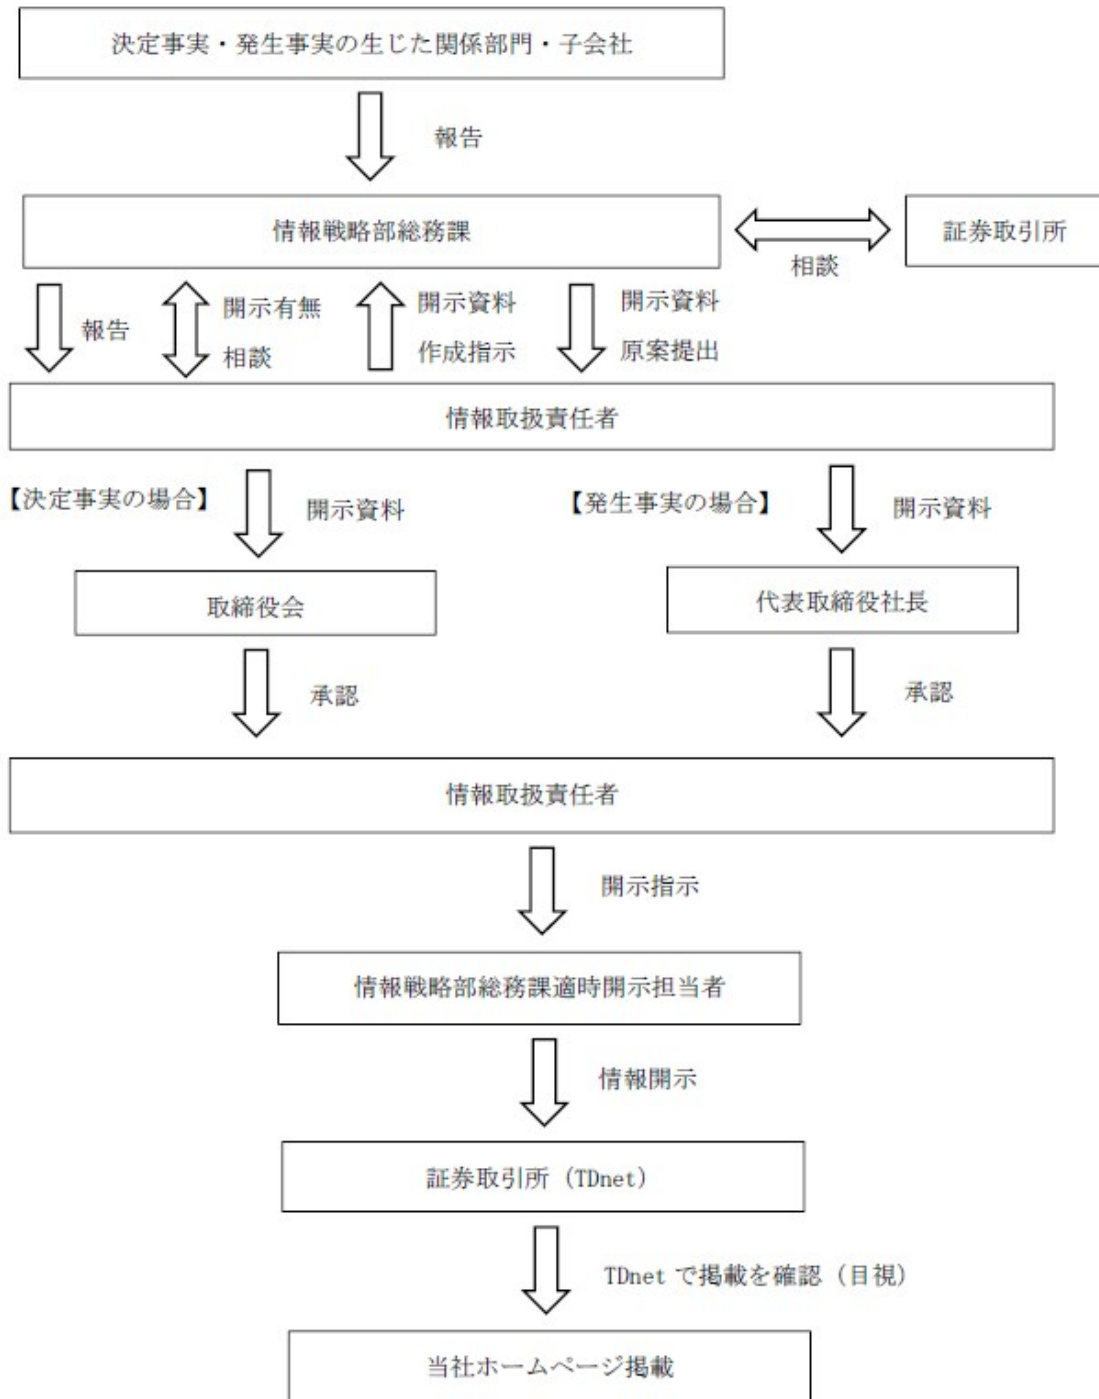 決定事実・発生事実の生じた関係部門・子会社
報告
情報戦略部総務課
証券取引所
相談
報告
開示有無
相談
開示資料
作成指示
開示資料
原案提出
情報取扱責任者
【決定事実の場合】
開示資料
【発生事実の場合】
開示資料
取締役会
代表取締役社長
承認
承認
情報取扱責任者
開示指示
情報戦略部総務課適時開示担当者
情報開示
証券取引所（TDnet）
TDnet で掲載を確認（目視）
当社ホームページ掲載